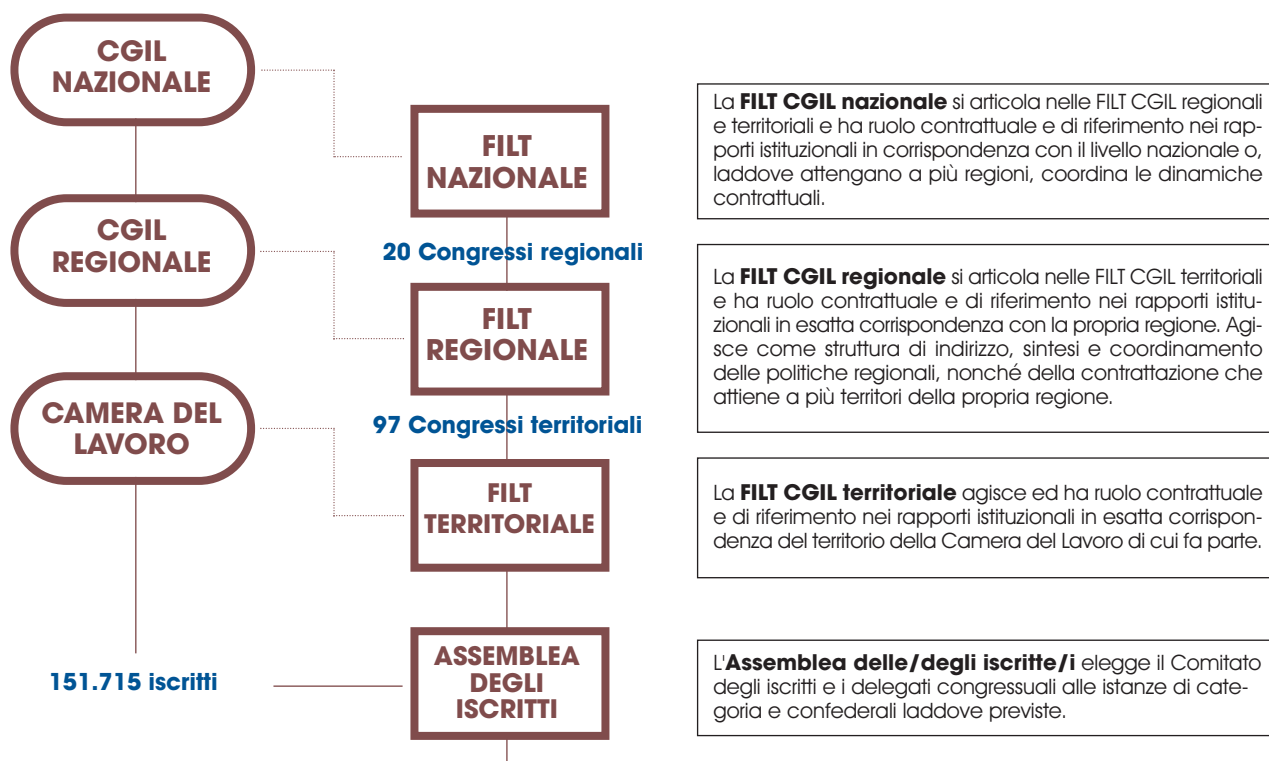 CGIL
NAZIONALE
FILT
NAZIONALE
La FILT CGIL nazionale si articola nelle FILT CGIL regionali
e territoriali e ha ruolo contrattuale e di riferimento nei rap-
porti istituzionali in corrispondenza con il livello nazionale o,
laddove attengano a più regioni, coordina le dinamiche
contrattuali.
CGIL
REGIONALE
20 Congressi regionali
FILT
REGIONALE
La FILT CGIL regionale si articola nelle FILT CGIL territoriali
e ha ruolo contrattuale e di riferimento nei rapporti istitu-
zionali in esatta corrispondenza con la propria regione. Agi-
sce come struttura di indirizzo, sintesi e coordinamento
delle politiche regionali, nonché della contrattazione che
attiene a più territori della propria regione.
CAMERA DEL
LAVORO
97 Congressi territoriali
FILT
TERRITORIALE
La FILT CGIL territoriale agisce ed ha ruolo contrattuale
e di riferimento nei rapporti istituzionali in esatta corrispon-
denza del territorio della Camera del Lavoro di cui fa parte.
151.715 iscritti
ASSEMBLEA
DEGLI
ISCRITTI
L'Assemblea delle/degli iscritte/i elegge il Comitato
degli iscritti e i delegati congressuali alle istanze di cate-
goria e confederali laddove previste.